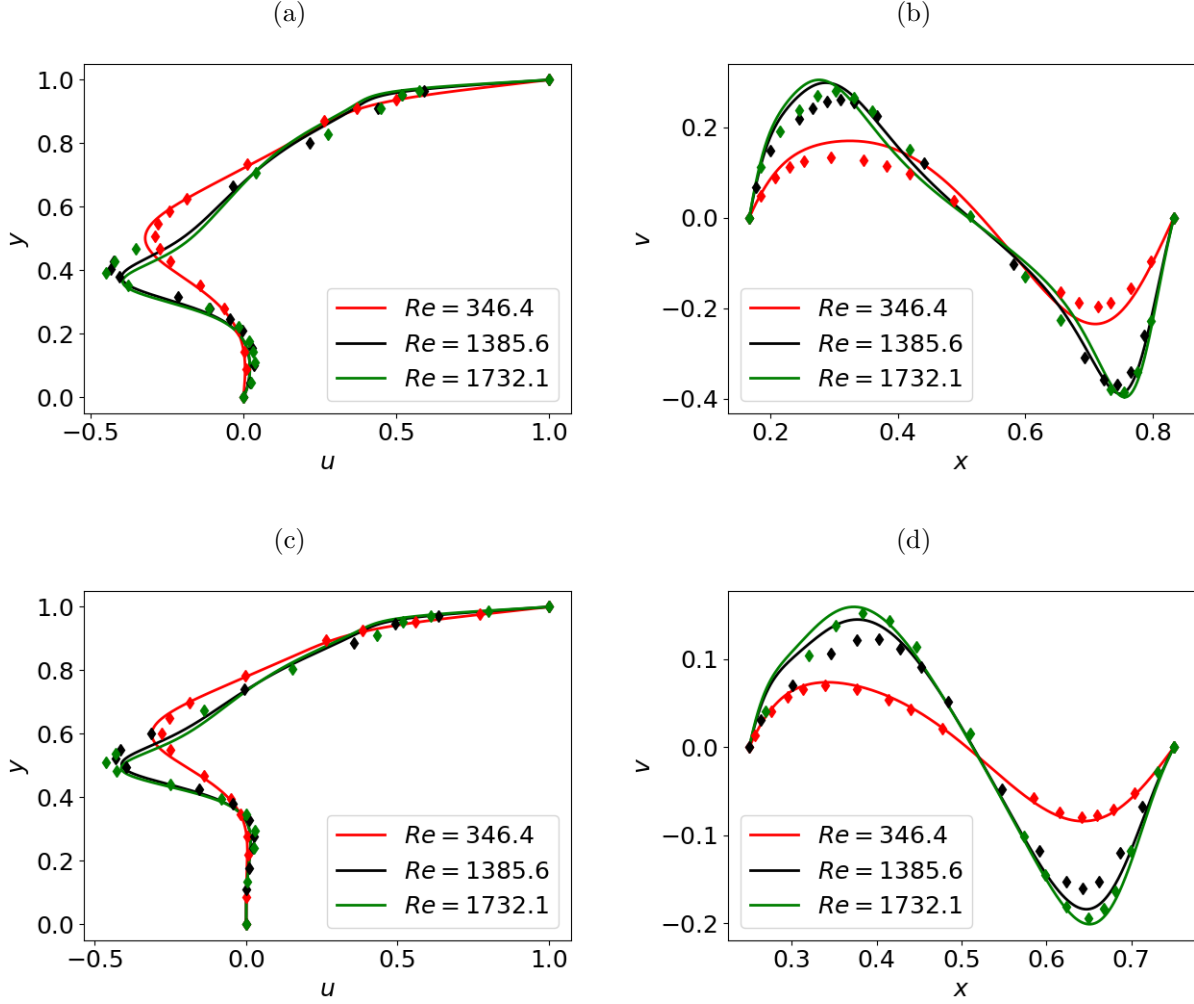 (a)
1.0
0.8
0.6
0.4
0.2
0.0
y
−0.5
0.0
0.5
1.0
u
Re = 346.4
Re = 1385.6
Re = 1732.1
(b)
0.2
0.0
−0.2
−0.4
v
0.2
0.4
0.6
0.8
x
Re = 346.4
Re = 1385.6
Re = 1732.1
(c)
1.0
0.8
0.6
0.4
0.2
0.0
y
−0.5
0.0
0.5
1.0
u
Re = 346.4
Re = 1385.6
Re = 1732.1
(d)
0.1
0.0
−0.1
−0.2
v
0.3
0.4
0.5
0.6
0.7
x
Re = 346.4
Re = 1385.6
Re = 1732.1